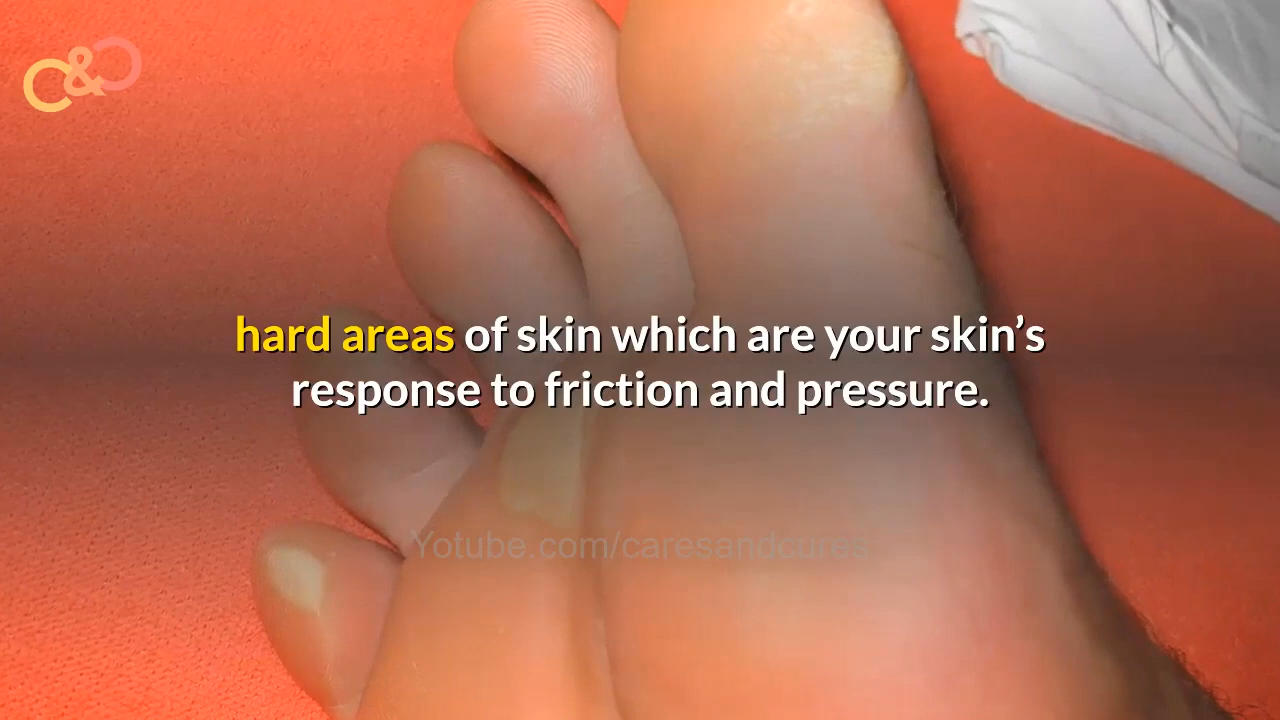 C&C
hard areas of skin which are your skin’s
response to friction and pressure.
Yotube.com/caresandcures